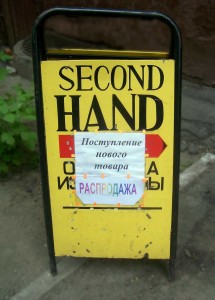 SECOND
HAND
Поступление
нового
товара
РАСПРОДАЖА